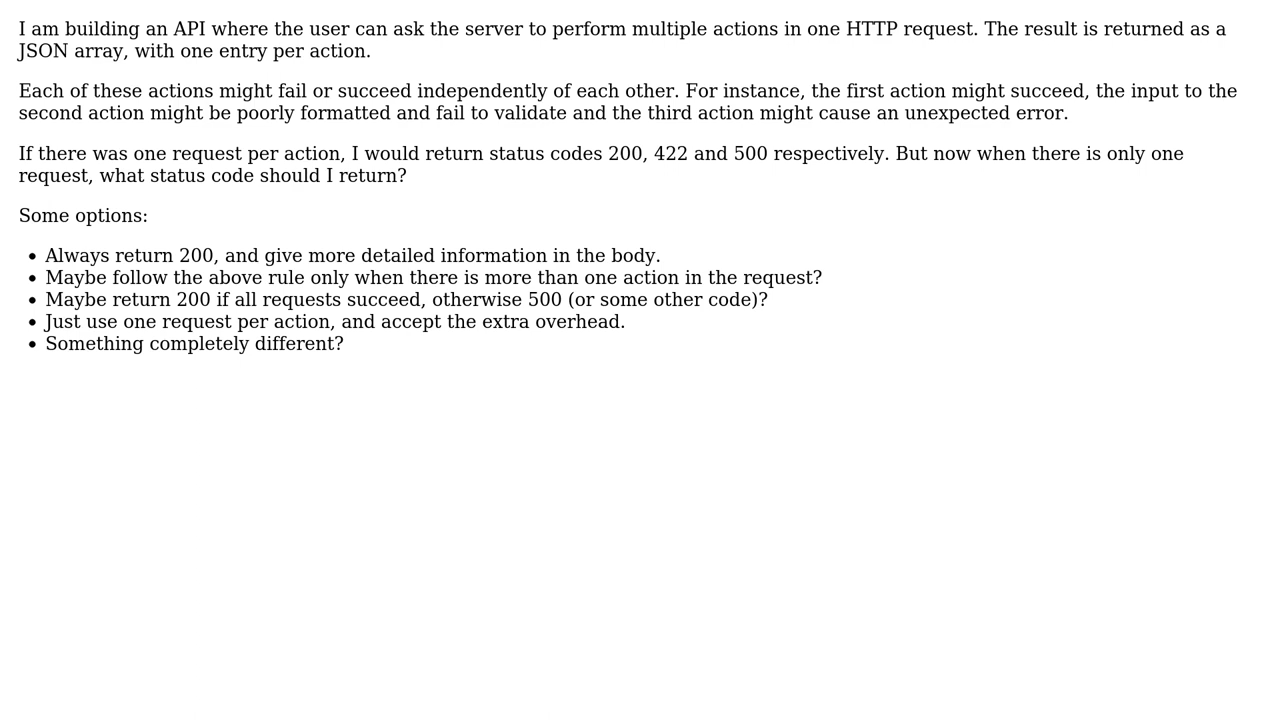 I am building an API where the user can ask the server to perform multiple actions in one HTTP request. The result is returned as a
JSON array, with one entry per action.
Each of these actions might fail or succeed independently of each other. For instance, the first action might succeed, the input to the
second action might be poorly formatted and fail to validate and the third action might cause an unexpected error.
If there was one request per action, I would return status codes 200, 422 and 500 respectively. But now when there is only one
request, what status code should I return?
Some options:
• Always return 200, and give more detailed information in the body.
• Maybe follow the above rule only when there is more than one action in the request?
• Maybe return 200 if all requests succeed, otherwise 500 (or some other code)?
• Just use one request per action, and accept the extra overhead.
• Something completely different?